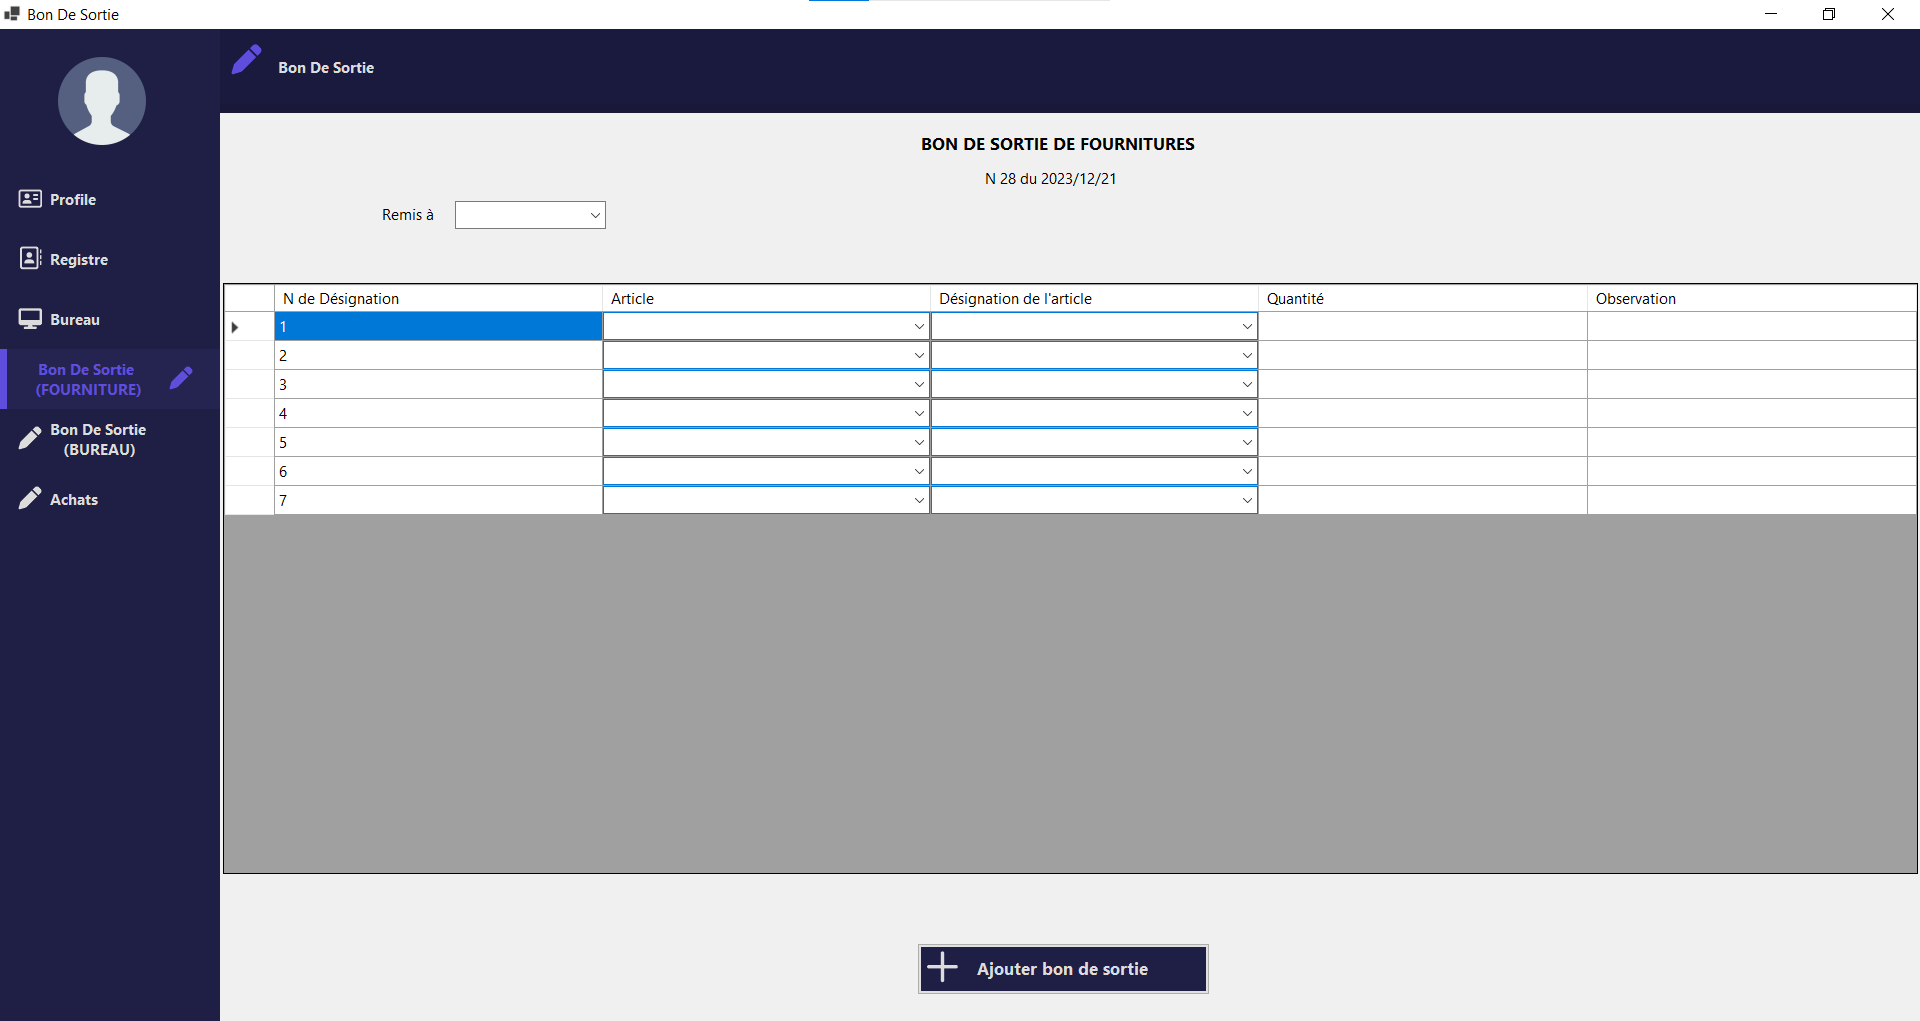 Bon De Sortie
Bon De Sortie
Profile
Registre
Bureau
Bon De Sortie
(FOURNITURE)
Bon De Sortie
(BUREAU)
Achats
BON DE SORTIE DE FOURNITURES
N 28 du 2023/12/21
Remis à
N de Désignation Article Désignation de l'article Quantité Observation
1
2
3
4
5
6
7
Ajouter bon de sortie